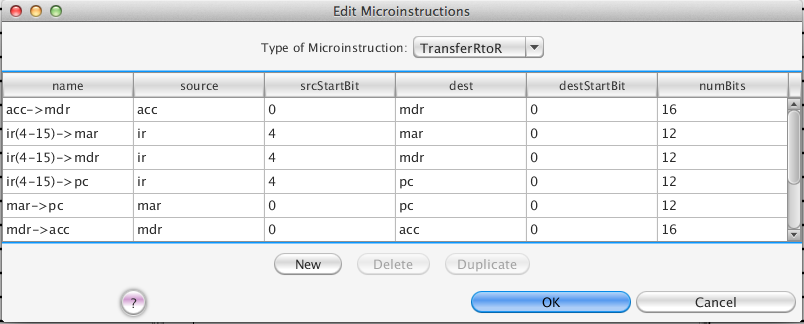 Edit Microinstructions
Type of Microinstruction: TransferRtoR
name source srcStartBit dest destStartBit numBits
acc->mdr acc 0 mdr 0 16
ir(4-15)->mar ir 4 mar 0 12
ir(4-15)->mdr ir 4 mdr 0 12
ir(4-15)->pc ir 4 pc 0 12
mar->pc mar 0 pc 0 12
mdr->acc mdr 0 acc 0 16
New Delete Duplicate
? OK Cancel